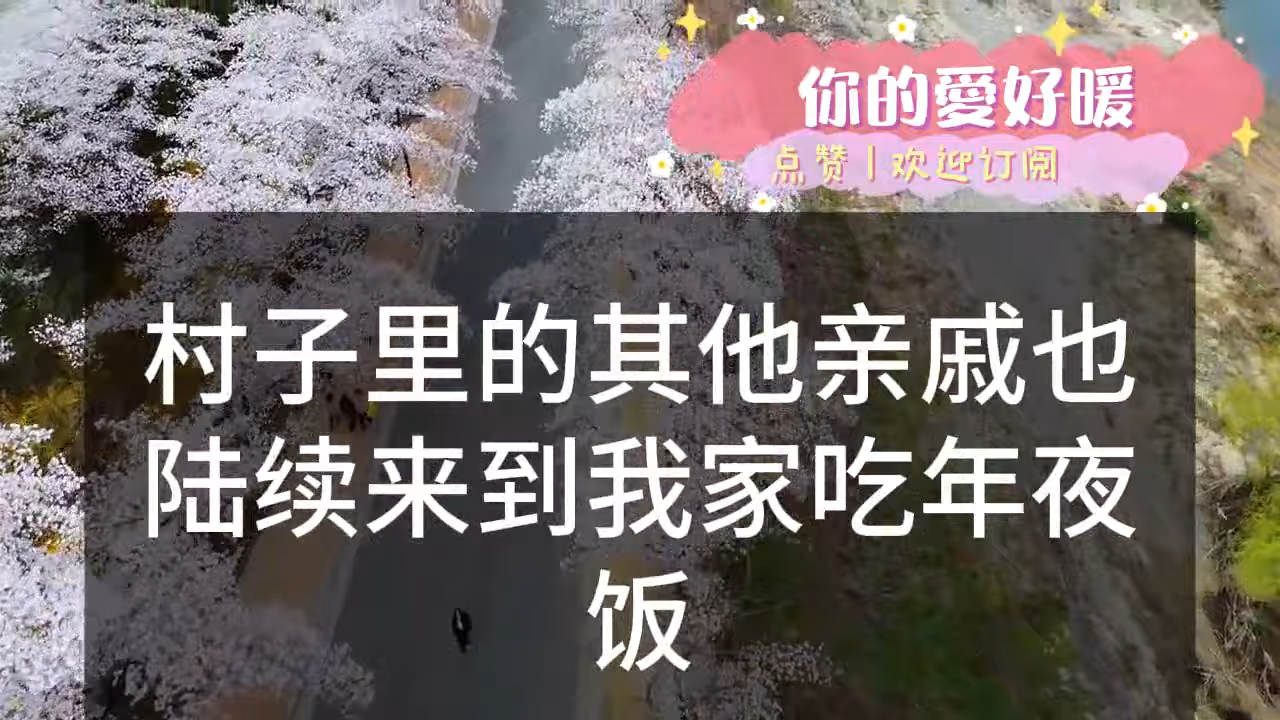 你的愛好暖
点赞 | 欢迎订阅
村子里的其他亲戚也
陆续来到我家吃年夜
饭